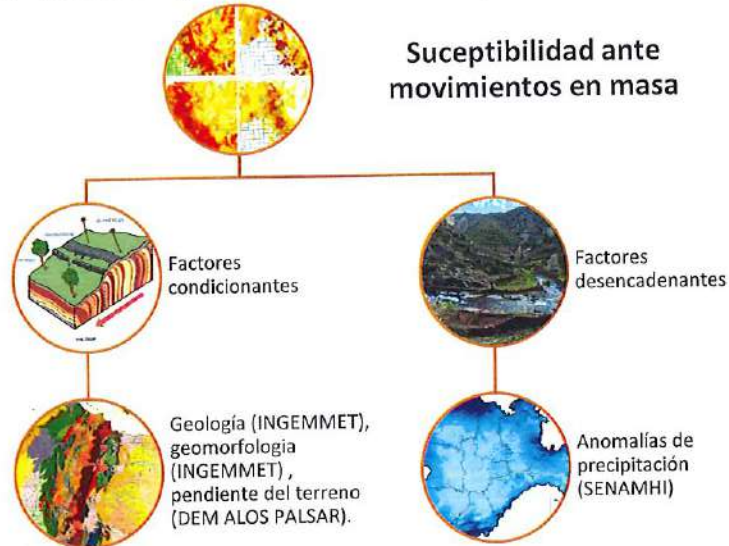 Suceptibilidad ante
movimientos en masa
Factores
condicionantes
Factores
desencadenantes
Geología (INGEMMET),
geomorfologia
(INGEMMET) ,
pendiente del terreno
(DEM ALOS PALSAR).
Anomalías de
precipitación
(SENAMHI)